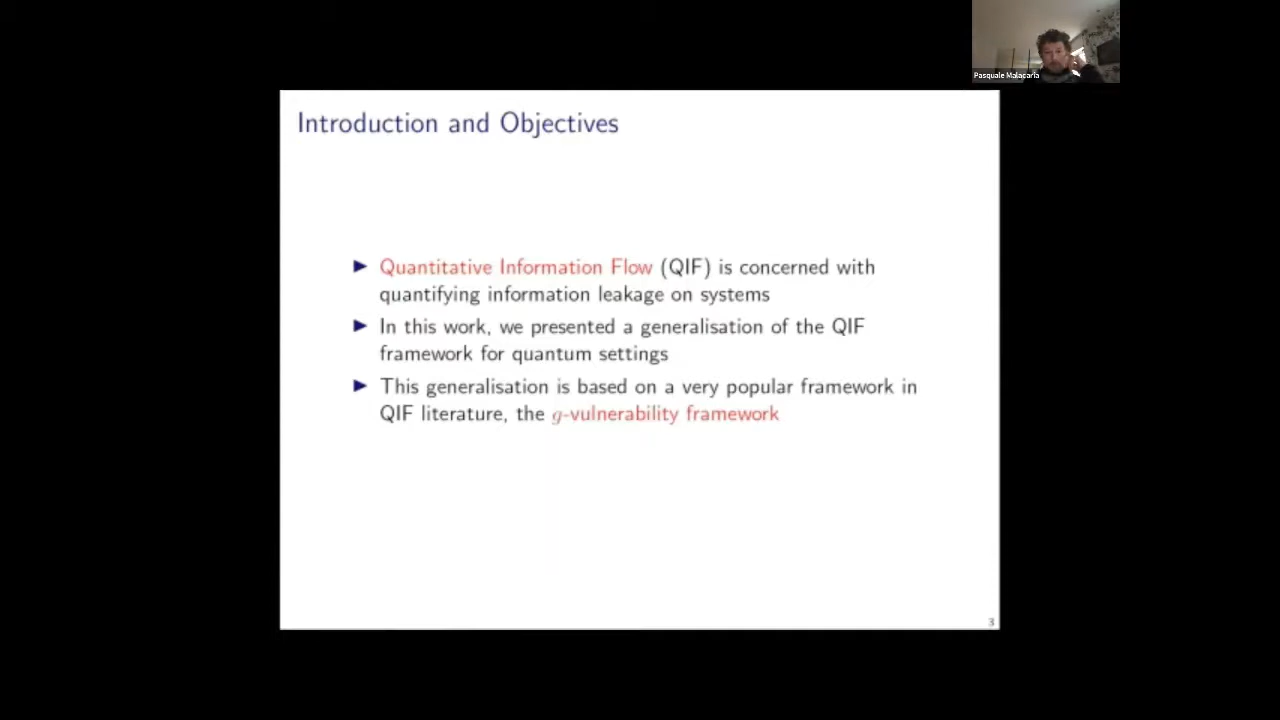 Pasquale Malacaria
Introduction and Objectives
► Quantitative Information Flow (QIF) is concerned with
quantifying information leakage on systems
► In this work, we presented a generalisation of the QIF
framework for quantum settings
► This generalisation is based on a very popular framework in
QIF literature, the g-vulnerability framework
3